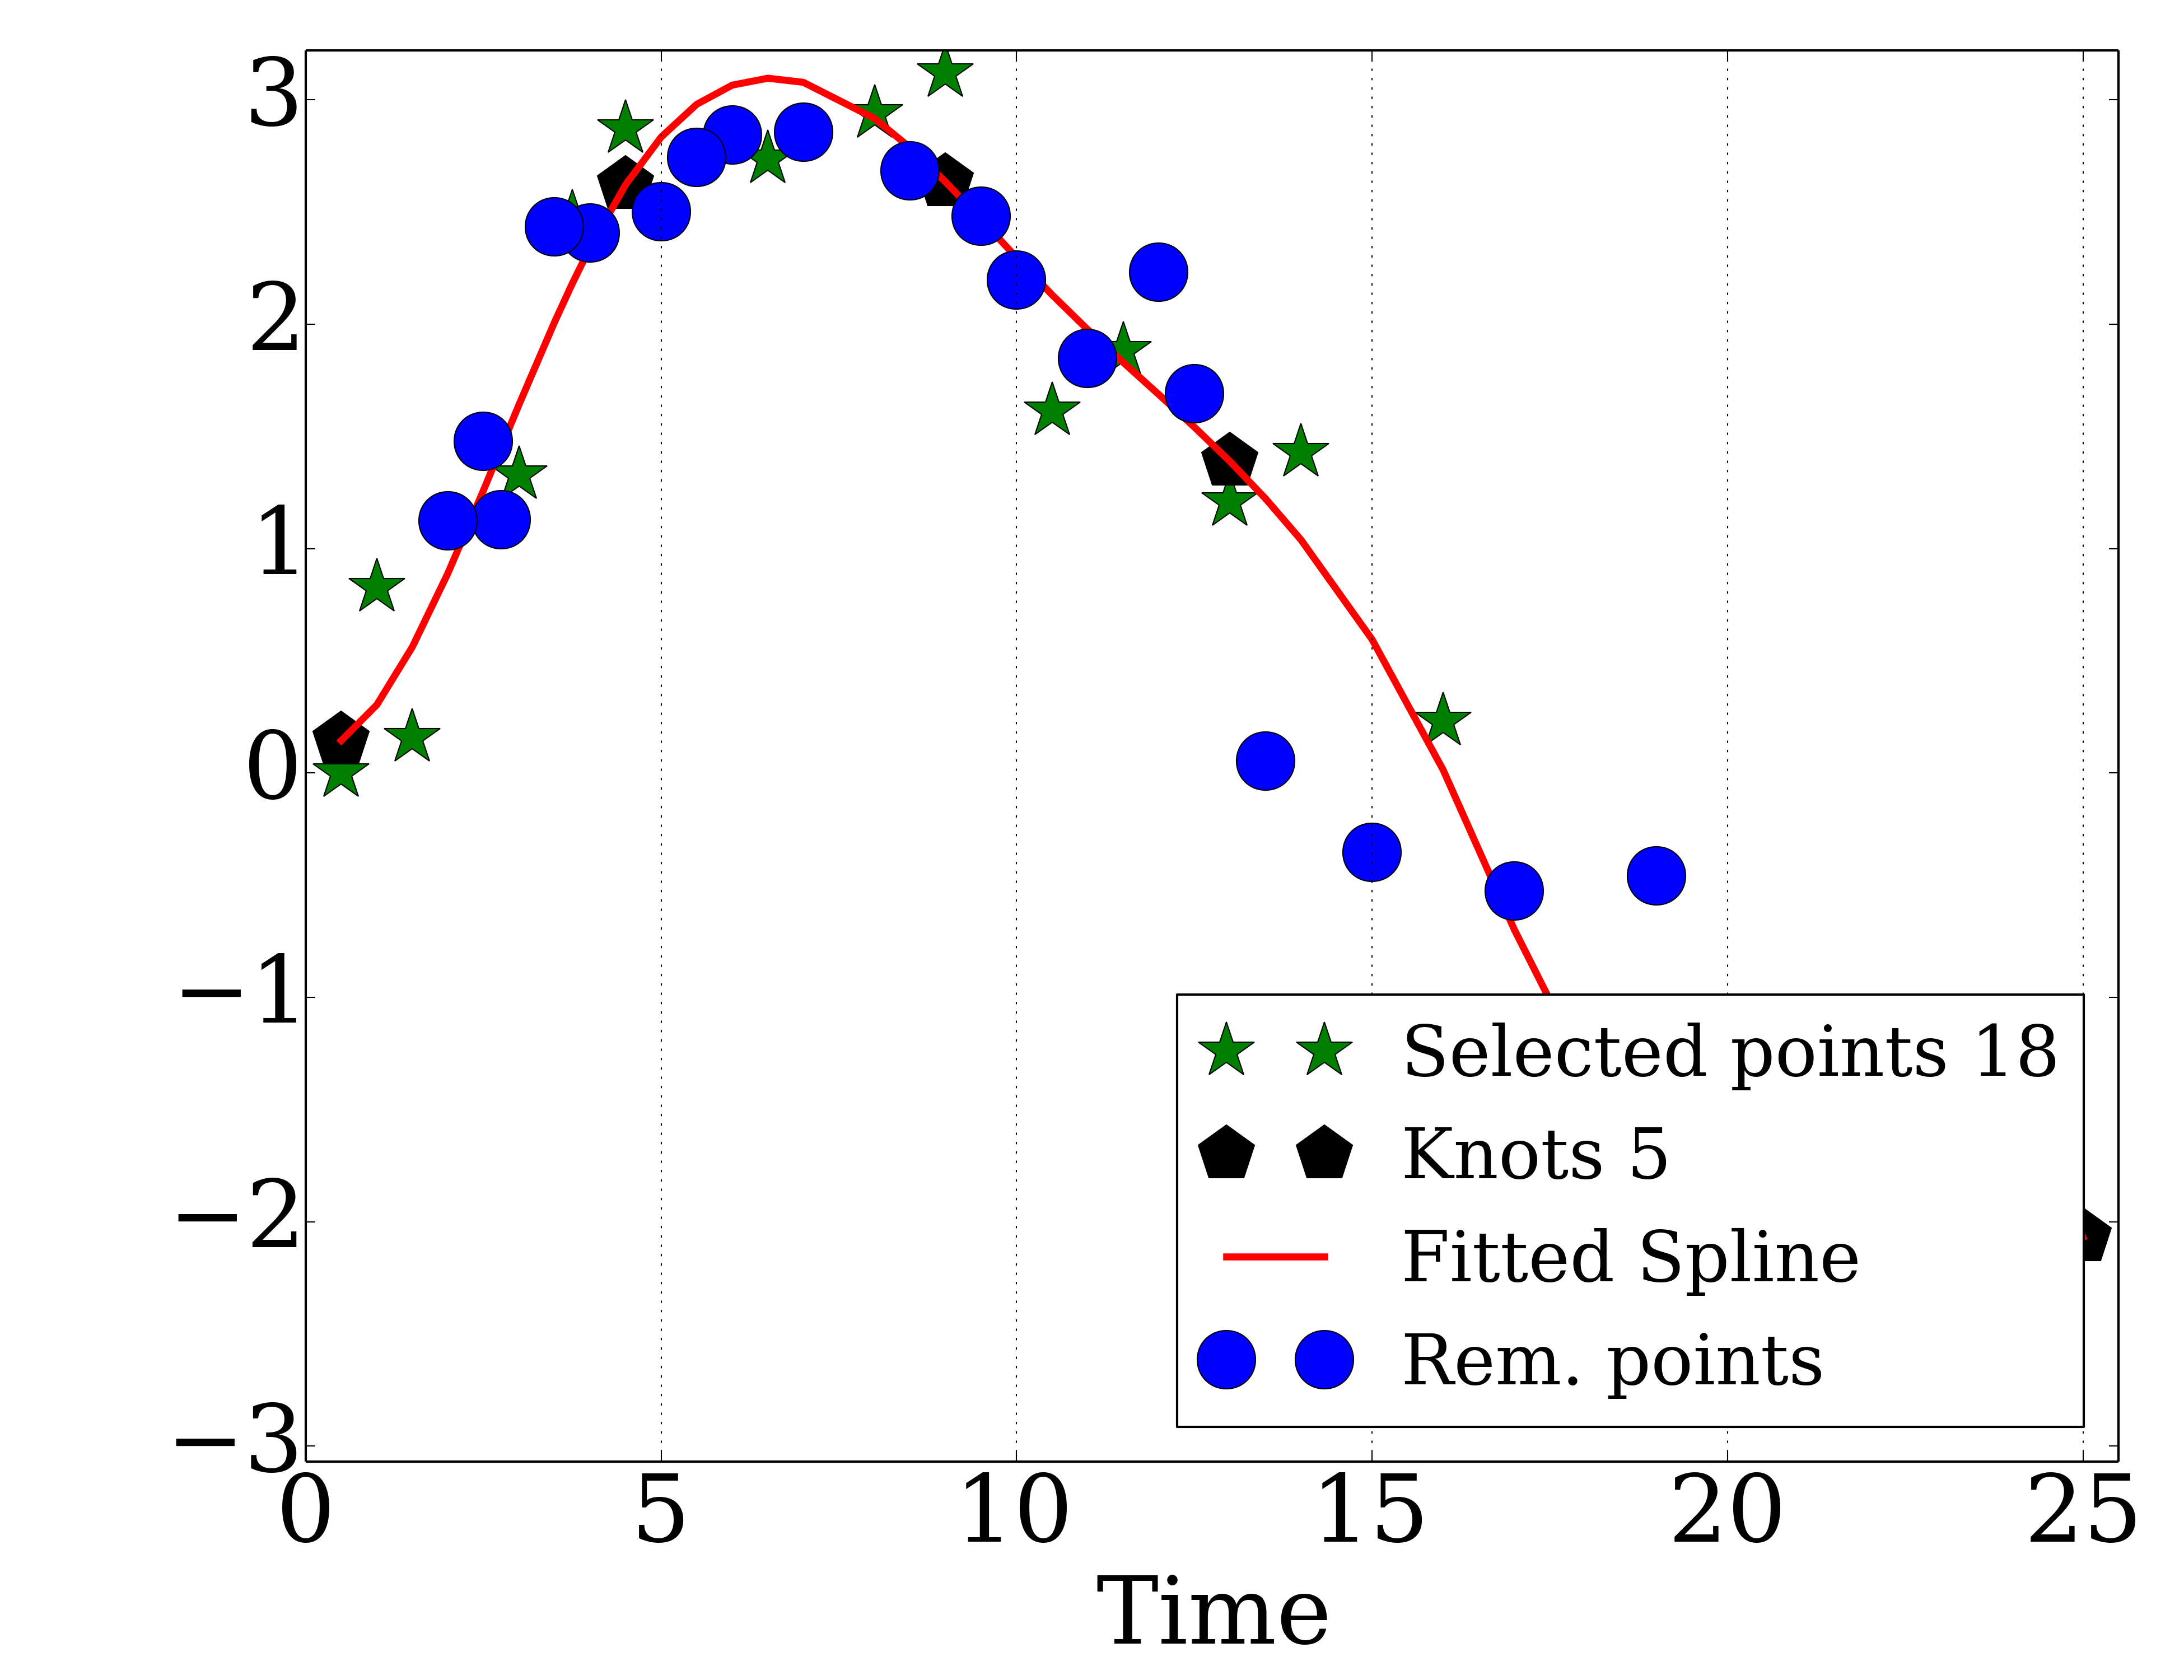 3
2
1
0
−1
−2
−3
0 5 10 15 20 25
Time
Selected points 18
Knots 5
Fitted Spline
Rem. points